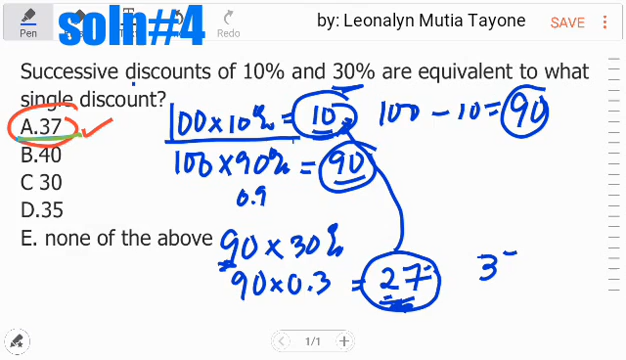 Pen
Eraser
Undo
Redo
by: Leonalyn Mutia Tayone
SAVE
soln#4
Successive discounts of 10% and 30% are equivalent to what
single discount?
A.37
B.40
C 30
D.35
E. none of the above
100 x 10% = 10
100 - 10 = 90
100 x 90% = 90
0.9
90 x 30%
90 x 0.3 = 27
3
1/1